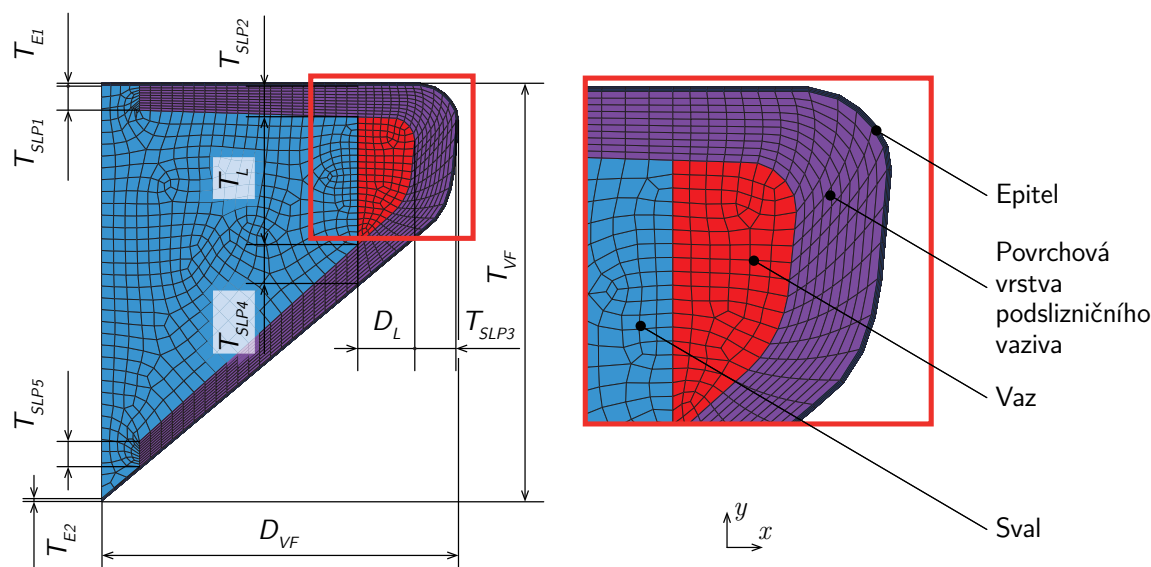 T_E1
T_SLP1
T_SLP2
T_L
T_SLP4
T_VF
D_L
T_SLP3
T_SLP5
T_E2
D_VF
Epitel
Povrchová
vrstva
podslizničního
vaziva
Vaz
Sval
y
x